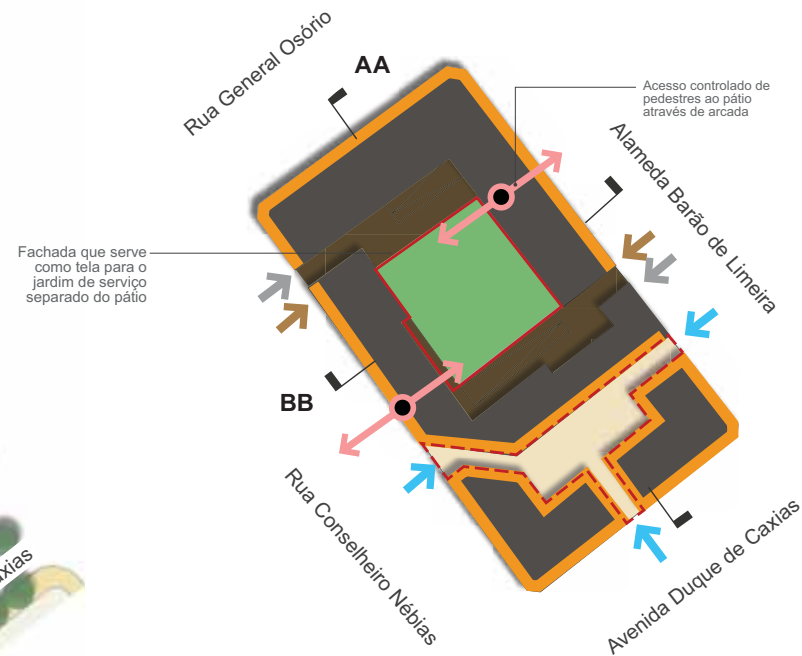 Rua General Osório
AA
Acesso controlado de
pedestres ao pátio
através de arcada
Alameda Barão de Limeira
Fachada que serve
como tela para o
jardim de serviço
separado do pátio
BB
Rua Conselheiro Nébias
Avenida Duque de Caxias